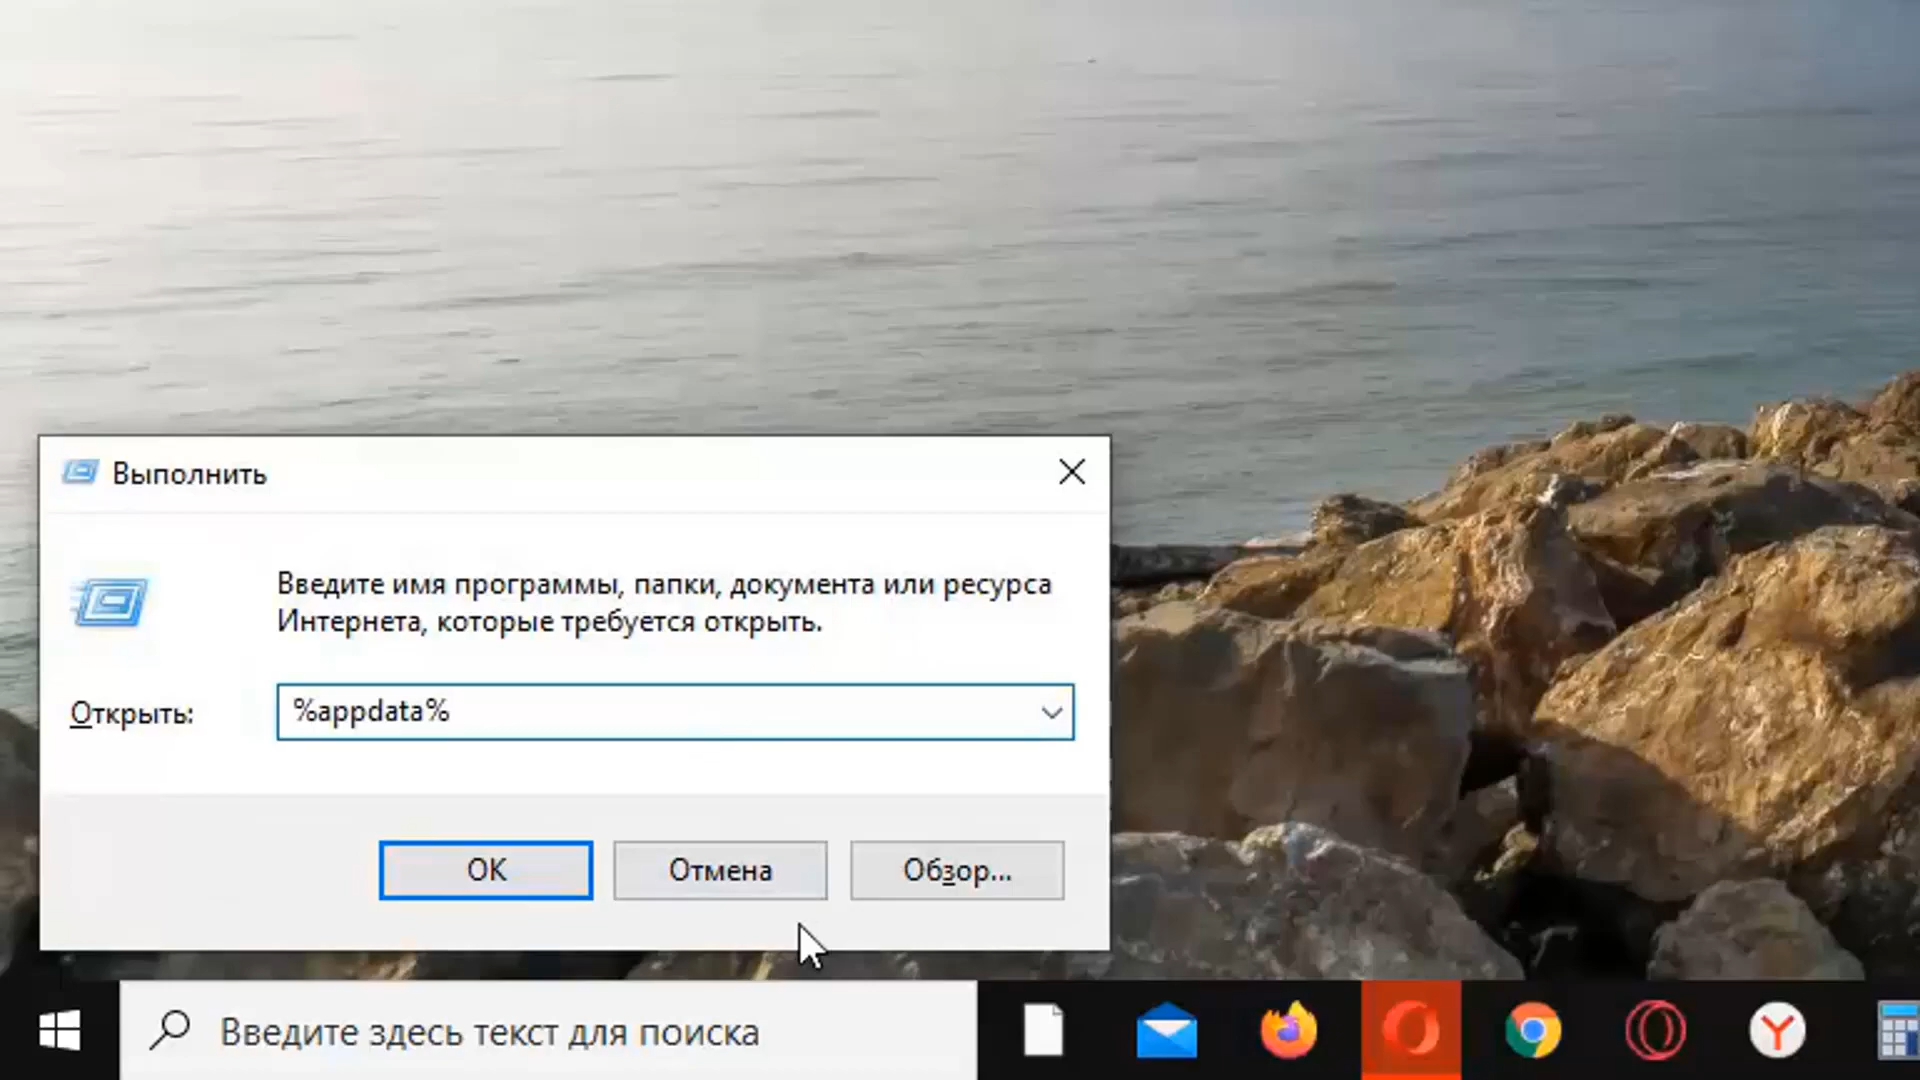 Выполнить
Введите имя программы, папки, документа или ресурса
Интернета, которые требуется открыть.
Открыть:
%appdata%
ОК
Отмена
Обзор...
Введите здесь текст для поиска